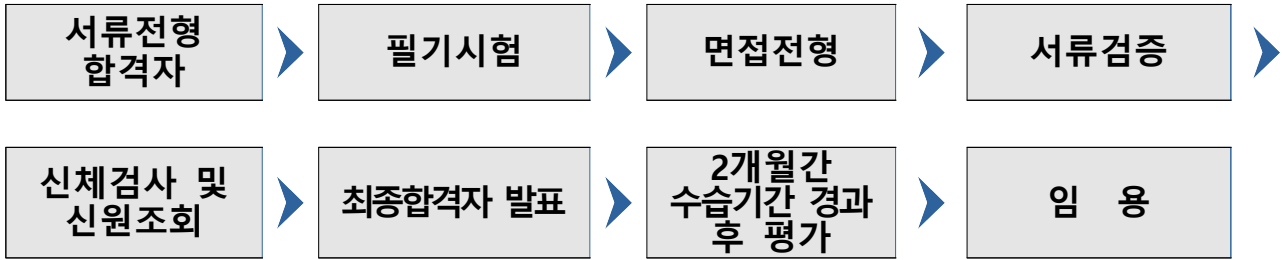 서류전형
합격자
필기시험
면접전형
서류검증
신체검사 및
신원조회
최종합격자 발표
2개월간
수습기간 경과
후 평가
임 용